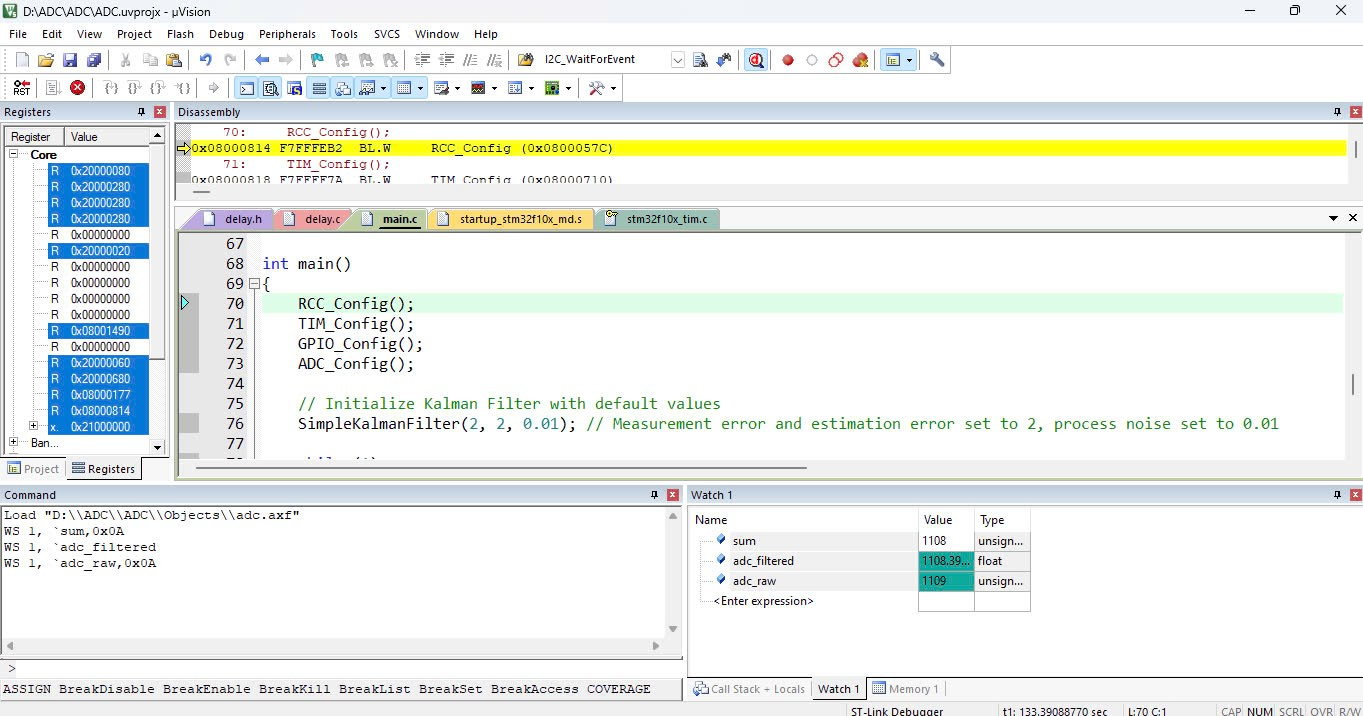 D:\ADC\ADC\ADC.uvprojx - µVision
File Edit View Project Flash Debug Peripherals Tools SVCS Window Help
I2C_WaitForEvent
RST
Registers
Register Value
Core
R 0x20000080
R 0x20000280
R 0x20000280
R 0x20000280
R 0x00000000
R 0x20000020
R 0x00000000
R 0x00000000
R 0x00000000
R 0x00000000
R 0x08001490
R 0x00000000
R 0x20000060
R 0x20000680
R 0x08000177
R 0x08000814
x. 0x21000000
Ban...
Project Registers
Disassembly
70: RCC_Config();
0x08000814 F7FFFEB2 BL.W RCC_Config (0x0800057C)
71: TIM_Config();
0x08000818 F7FFFF7A BL.W TIM_Config (0x08000710)
delay.h delay.c main.c startup_stm32f10x_md.s stm32f10x_tim.c
67
68 int main()
69 {
70 RCC_Config();
71 TIM_Config();
72 GPIO_Config();
73 ADC_Config();
74
75 // Initialize Kalman Filter with default values
76 SimpleKalmanFilter(2, 2, 0.01); // Measurement error and estimation error set to 2, process noise set to 0.01
77
Command
Load "D:\\ADC\\ADC\\Objects\\adc.axf"
WS 1, `sum,0x0A
WS 1, `adc_filtered
WS 1, `adc_raw,0x0A
>
ASSIGN BreakDisable BreakEnable BreakKill BreakList BreakSet BreakAccess COVERAGE
Watch 1
Name Value Type
sum 1108 unsign...
adc_filtered 1108.39... float
adc_raw 1109 unsign...
<Enter expression>
Call Stack + Locals Watch 1 Memory 1
ST-Link Debugger t1: 133.39088770 sec L:70 C:1 CAP NUM SCRL OVR R/W